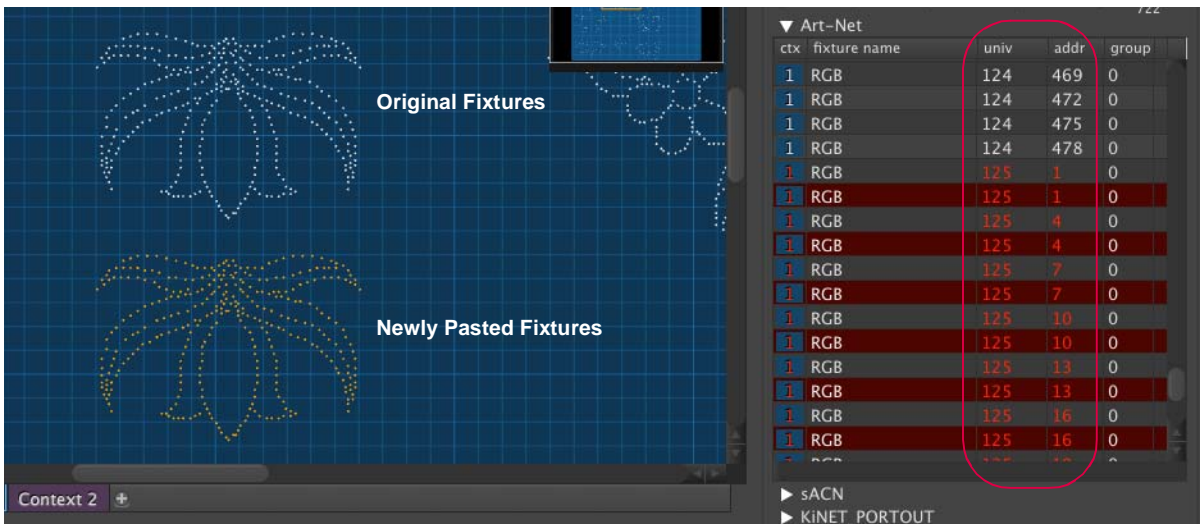 Original Fixtures
Newly Pasted Fixtures
Context 2
722
▼ Art-Net
ctx fixture name univ addr group
1 RGB 124 469 0
1 RGB 124 472 0
1 RGB 124 475 0
1 RGB 124 478 0
1 RGB 125 1 0
1 RGB 125 1 0
1 RGB 125 4 0
1 RGB 125 4 0
1 RGB 125 7 0
1 RGB 125 7 0
1 RGB 125 10 0
1 RGB 125 10 0
1 RGB 125 13 0
1 RGB 125 13 0
1 RGB 125 16 0
1 RGB 125 16 0
▶ sACN
▶ KiNET PORTOUT